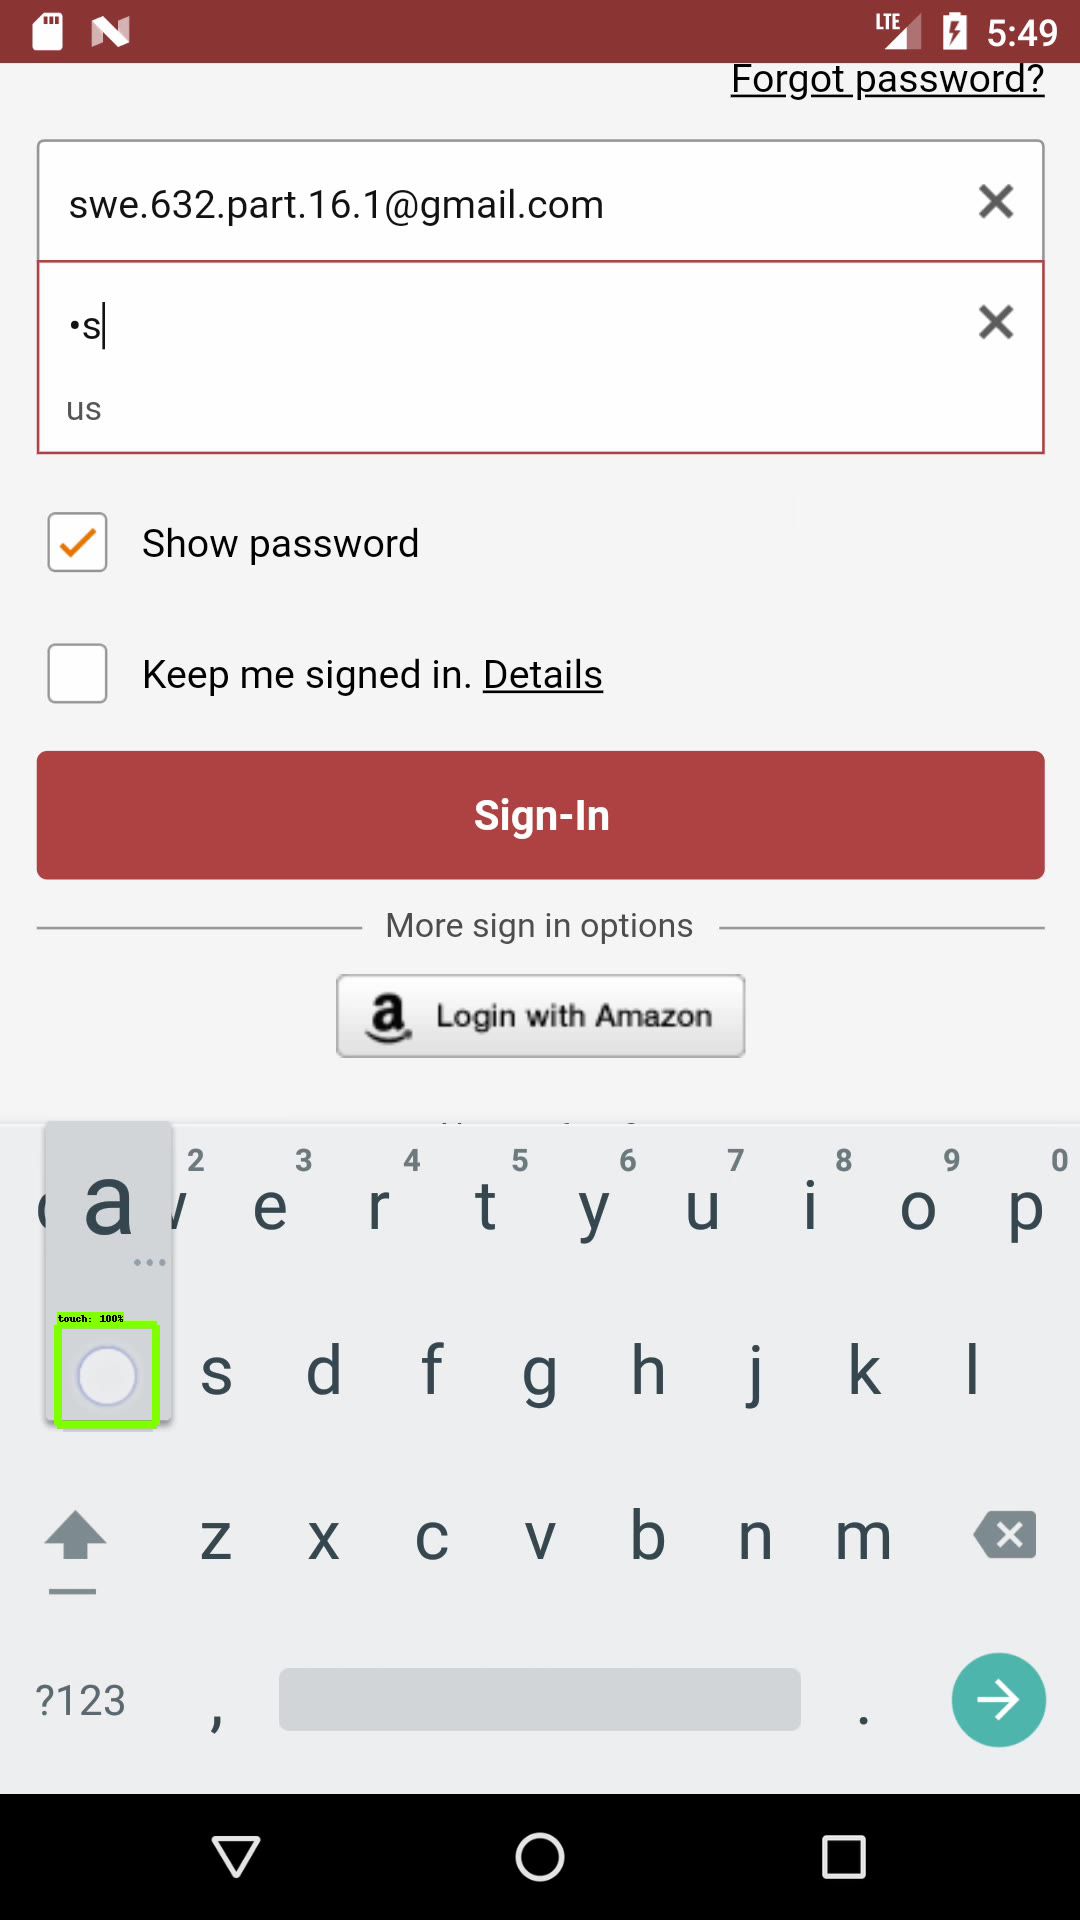 LTE 5:49
Forgot password?
swe.632.part.16.1@gmail.com
•s
us
Show password
Keep me signed in. Details
Sign-In
More sign in options
a Login with Amazon
2 3 4 5 6 7 8 9 0
a e r t y u i o p
touch: 100%
s d f g h j k l
z x c v b n m
?123 , .